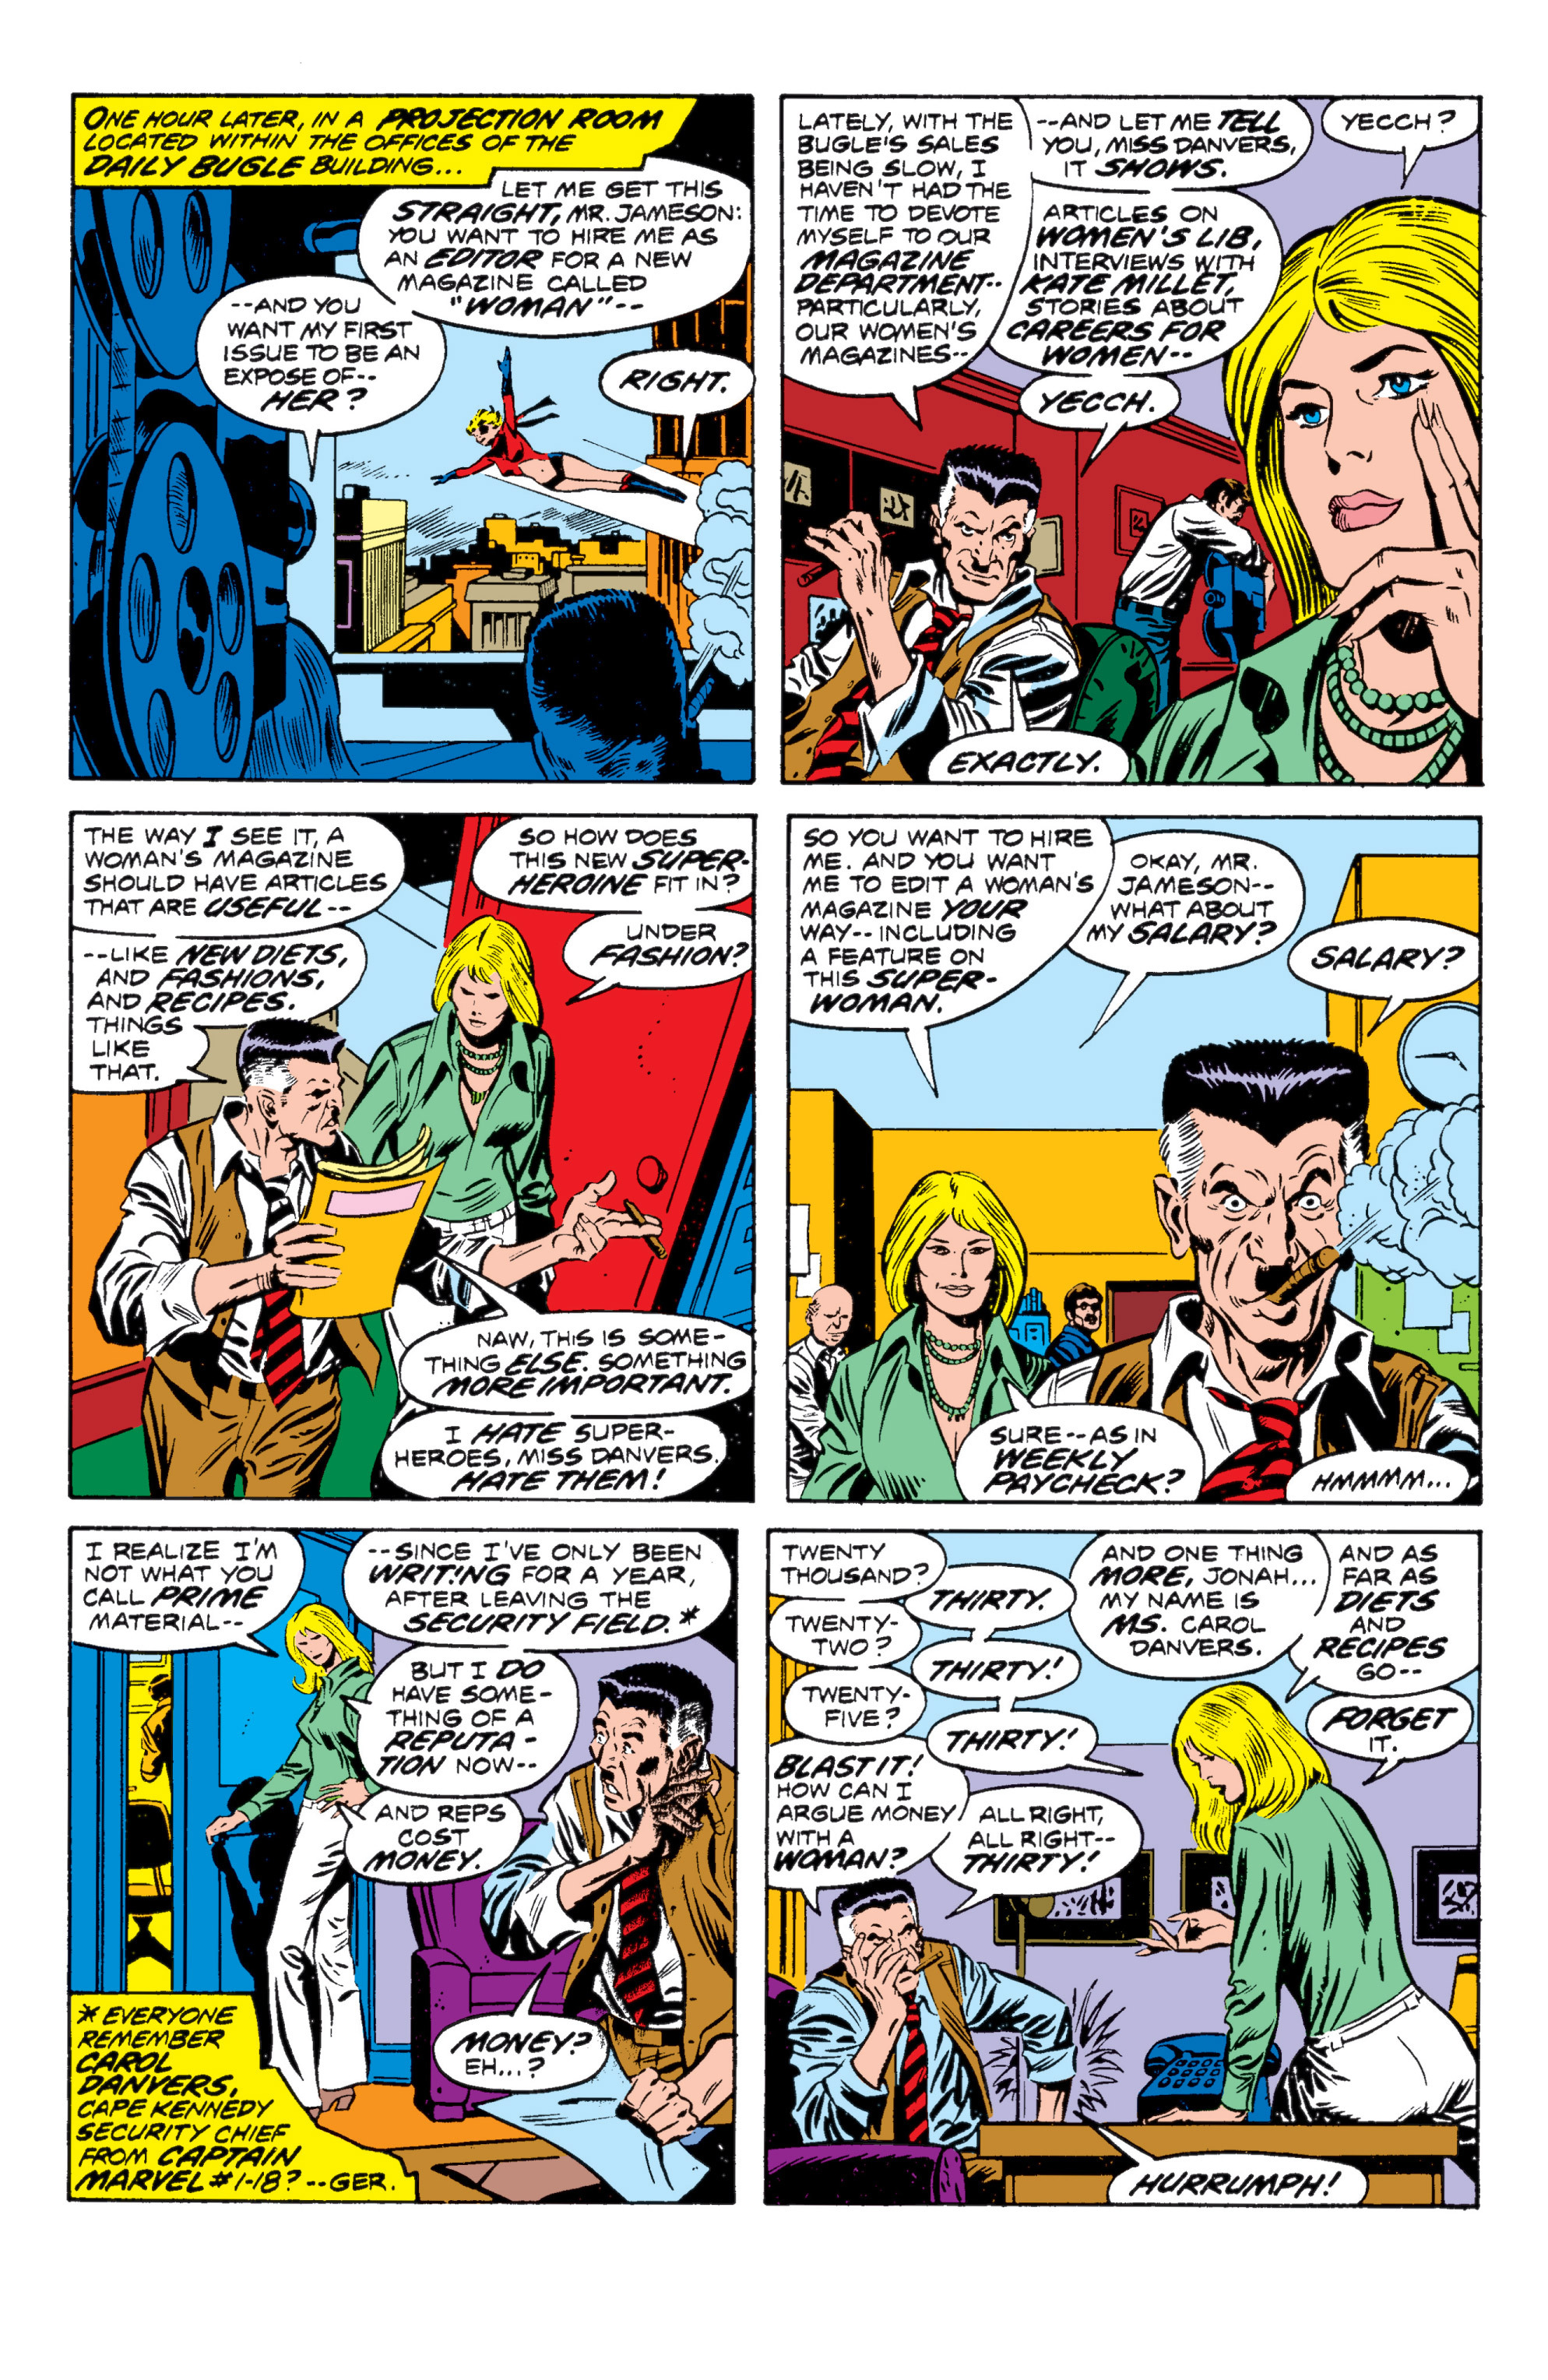 ONE HOUR LATER, IN A PROJECTION ROOM
LOCATED WITHIN THE OFFICES OF THE
DAILY BUGLE BUILDING...
LET ME GET THIS
STRAIGHT, MR. JAMESON:
YOU WANT TO HIRE ME AS
AN EDITOR FOR A NEW
MAGAZINE CALLED
"WOMAN"--
--AND YOU
WANT MY FIRST
ISSUE TO BE AN
EXPOSE OF--
HER?
RIGHT.
LATELY, WITH THE
BUGLE'S SALES
BEING SLOW, I
HAVEN'T HAD THE
TIME TO DEVOTE
MYSELF TO OUR
MAGAZINE
DEPARTMENT--
PARTICULARLY,
OUR WOMEN'S
MAGAZINES--
--AND LET ME TELL
YOU, MISS DANVERS,
IT SHOWS.
ARTICLES ON
WOMEN'S LIB,
INTERVIEWS WITH
KATE MILLET,
STORIES ABOUT
CAREERS FOR
WOMEN--
YECCH.
YECCH?
EXACTLY.
THE WAY I SEE IT, A
WOMAN'S MAGAZINE
SHOULD HAVE ARTICLES
THAT ARE USEFUL--
--LIKE NEW DIETS,
AND FASHIONS,
AND RECIPES.
THINGS
LIKE
THAT.
SO HOW DOES
THIS NEW SUPER-
HEROINE FIT IN?
UNDER
FASHION?
NAW, THIS IS SOME-
THING ELSE. SOMETHING
MORE IMPORTANT.
I HATE SUPER-
HEROES, MISS DANVERS.
HATE THEM!
SO YOU WANT TO HIRE
ME. AND YOU WANT
ME TO EDIT A WOMAN'S
MAGAZINE YOUR
WAY-- INCLUDING
A FEATURE ON
THIS SUPER-
WOMAN.
OKAY, MR.
JAMESON--
WHAT ABOUT
MY SALARY?
SALARY?
SURE--AS IN
WEEKLY
PAYCHECK?
HMMMM...
I REALIZE I'M
NOT WHAT YOU
CALL PRIME
MATERIAL--
--SINCE I'VE ONLY BEEN
WRITING FOR A YEAR,
AFTER LEAVING THE
SECURITY FIELD.*
BUT I DO
HAVE SOME-
THING OF A
REPUTA-
TION NOW--
AND REPS
COST
MONEY.
MONEY?
EH...?
* EVERYONE
REMEMBER
CAROL
DANVERS,
CAPE KENNEDY
SECURITY CHIEF
FROM CAPTAIN
MARVEL #1-18? --GER.
TWENTY
THOUSAND?
THIRTY.
TWENTY-
TWO?
THIRTY!
TWENTY-
FIVE?
THIRTY!
BLAST IT!
HOW CAN I
ARGUE MONEY
WITH A
WOMAN?
ALL RIGHT,
ALL RIGHT--
THIRTY!
AND ONE THING
MORE, JONAH...
MY NAME IS
MS. CAROL
DANVERS.
AND AS
FAR AS
DIETS
AND
RECIPES
GO--
FORGET
IT.
HURRUMPH!